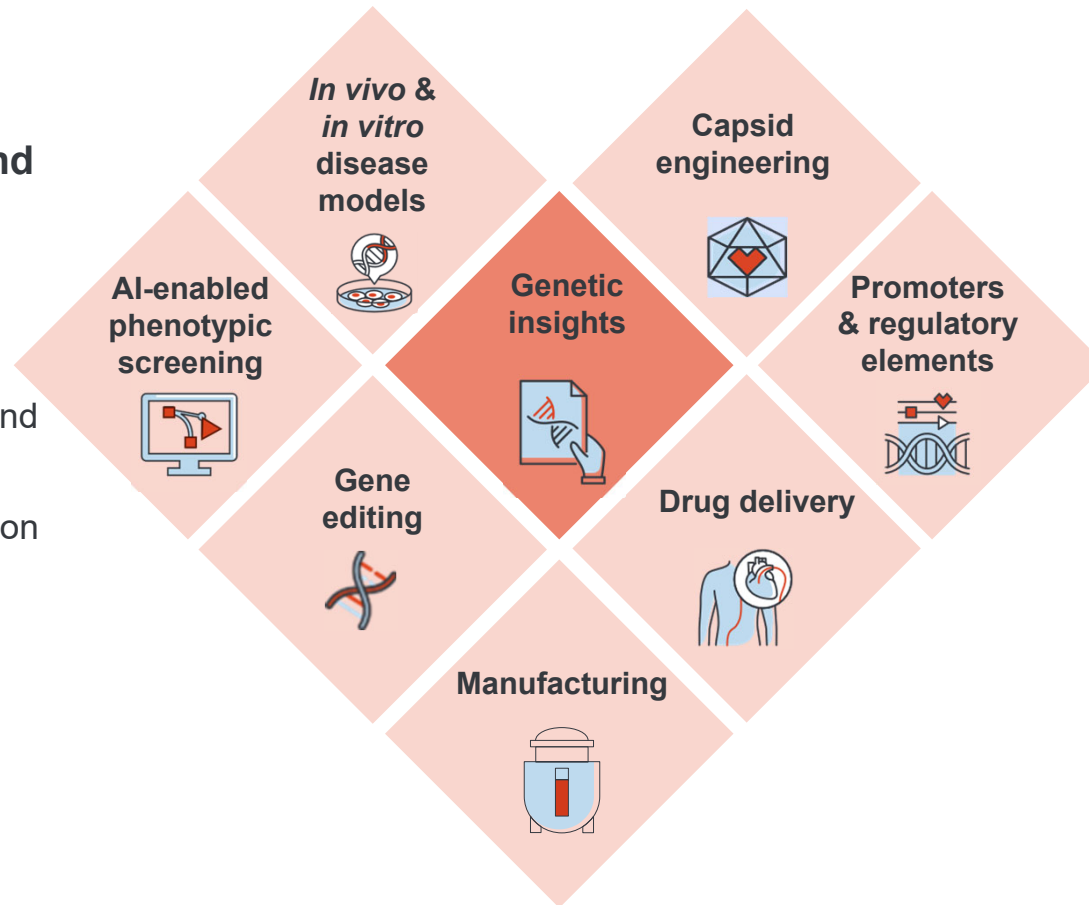 nd
nd
on
In vivo &
in vitro
disease
models
Capsid
engineering
AI-enabled
phenotypic
screening
Genetic
insights
Promoters
& regulatory
elements
Gene
editing
Drug delivery
Manufacturing